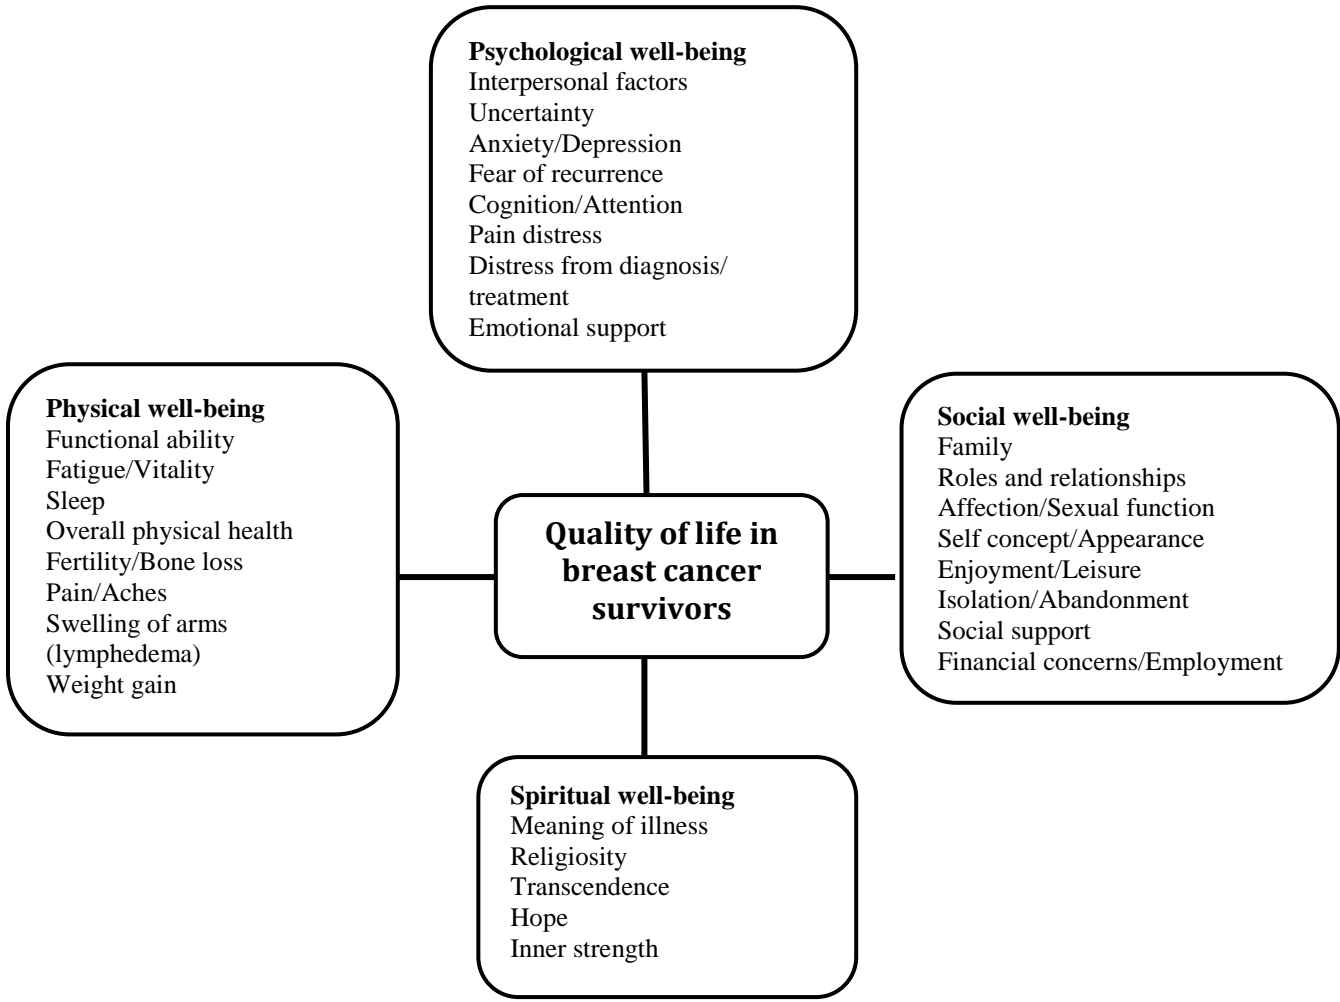 Psychological well-being
Interpersonal factors
Uncertainty
Anxiety/Depression
Fear of recurrence
Cognition/Attention
Pain distress
Distress from diagnosis/
treatment
Emotional support
Physical well-being
Functional ability
Fatigue/Vitality
Sleep
Overall physical health
Fertility/Bone loss
Pain/Aches
Swelling of arms
(lymphedema)
Weight gain
Quality of life in
breast cancer
survivors
Social well-being
Family
Roles and relationships
Affection/Sexual function
Self concept/Appearance
Enjoyment/Leisure
Isolation/Abandonment
Social support
Financial concerns/Employment
Spiritual well-being
Meaning of illness
Religiosity
Transcendence
Hope
Inner strength